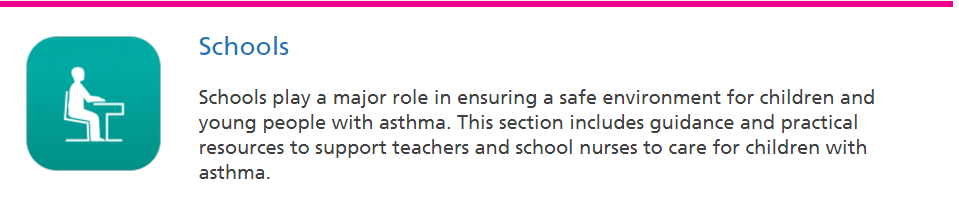 Schools
Schools play a major role in ensuring a safe environment for children and
young people with asthma. This section includes guidance and practical
resources to support teachers and school nurses to care for children with
asthma.